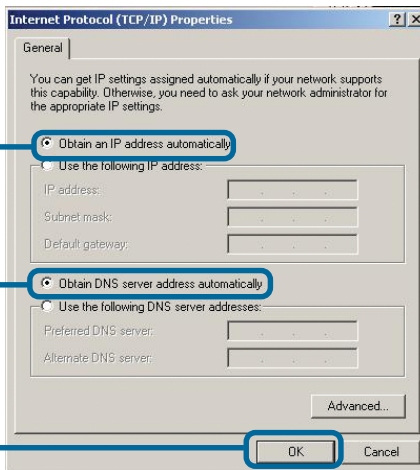 Internet Protocol (TCP/IP) Properties
General
You can get IP settings assigned automatically if your network supports
this capability. Otherwise, you need to ask your network administrator for
the appropriate IP settings.
Obtain an IP address automatically
Use the following IP address:
IP address:
Subnet mask:
Default gateway:
Obtain DNS server address automatically
Use the following DNS server addresses:
Preferred DNS server:
Alternate DNS server:
Advanced...
OK
Cancel